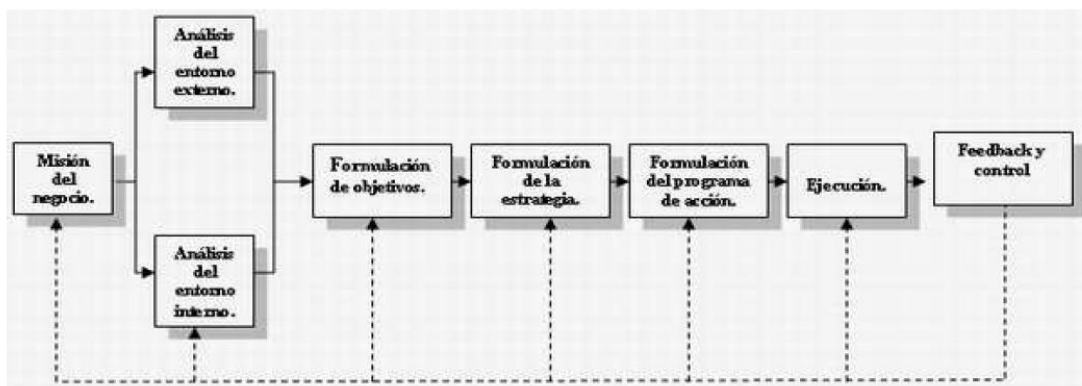 Misión
del
negocio.
Análisis
del
entorno
externo.
Análisis
del
entorno
interno.
Formulación
de objetivos.
Formulación
de la
estrategia.
Formulación
del programa
de acción.
Ejecución.
Feedback y
control